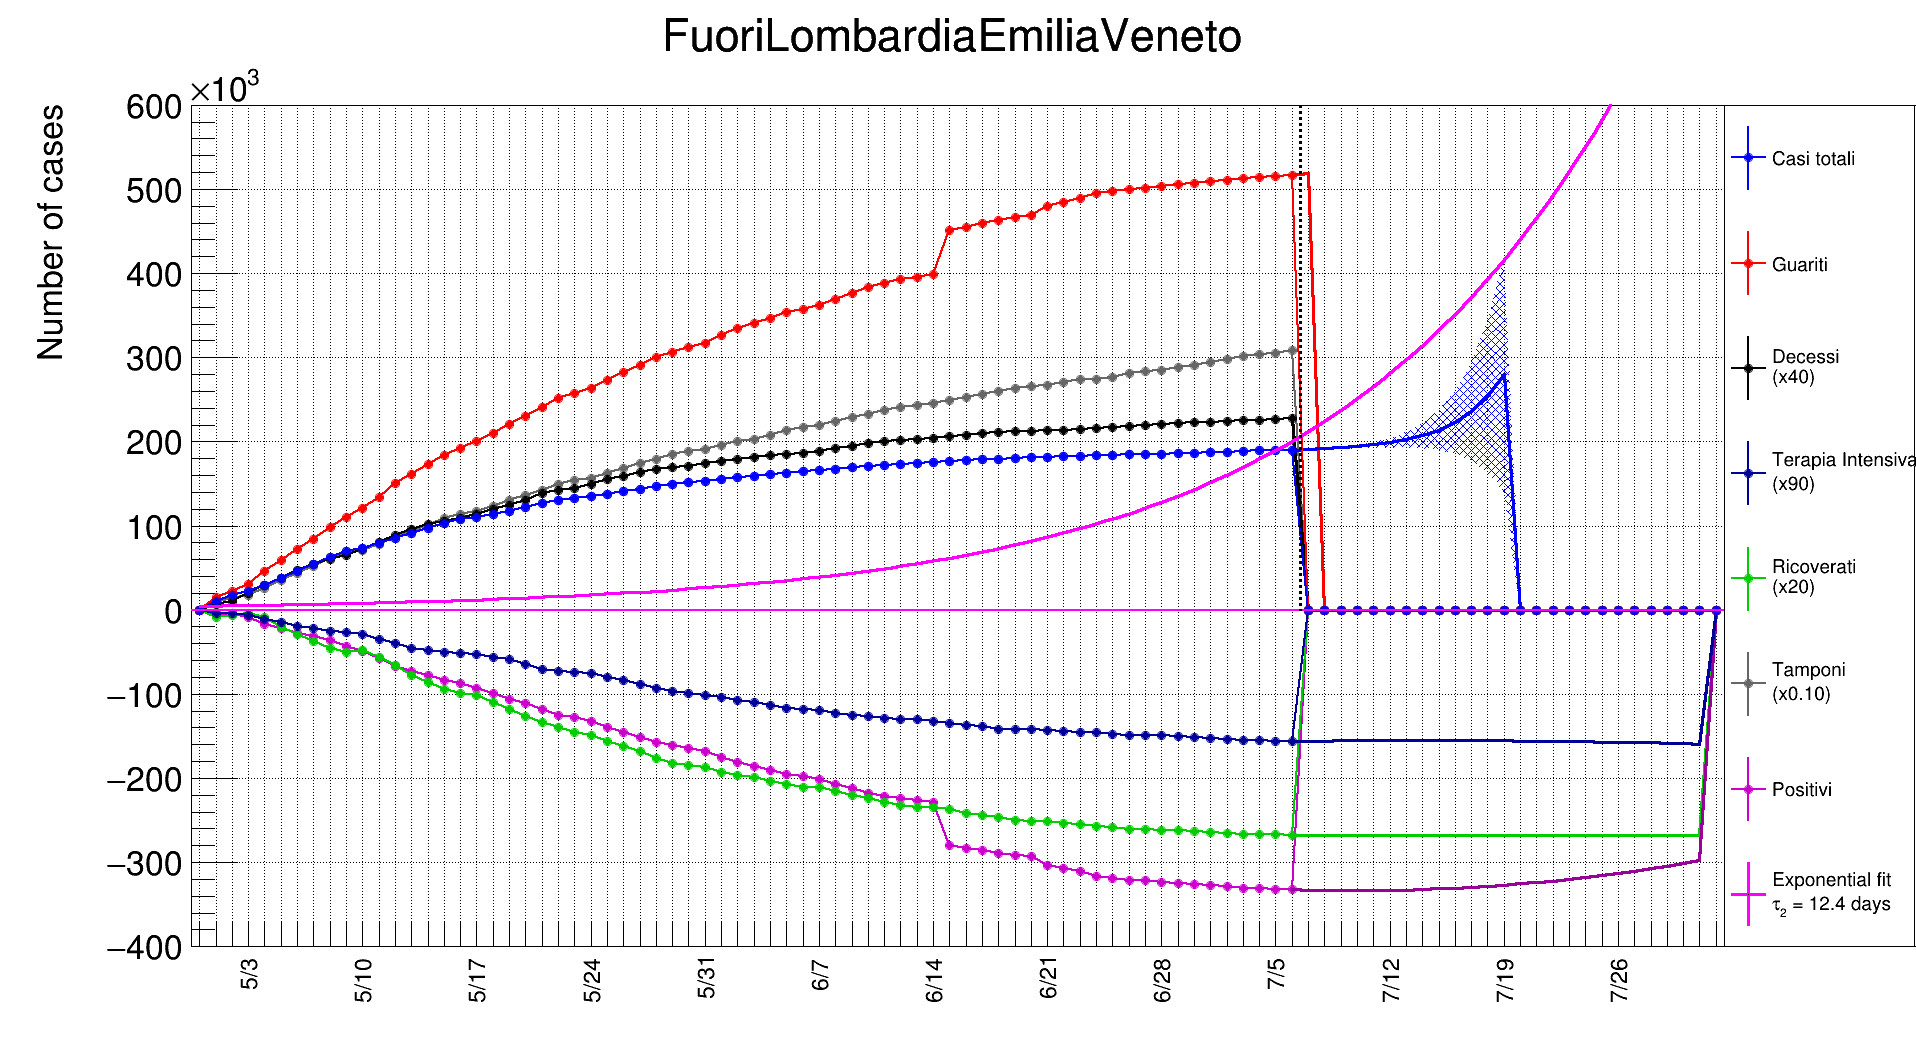 FuoriLombardiaEmiliaVeneto
×10³
Number of cases
600
500
400
300
200
100
0
−100
−200
−300
−400
5/3
5/10
5/17
5/24
5/31
6/7
6/14
6/21
6/28
7/5
7/12
7/19
7/26
Casi totali
Guariti
Decessi
(x40)
Terapia Intensiva
(x90)
Ricoverati
(x20)
Tamponi
(x0.10)
Positivi
Exponential fit
τ₂ = 12.4 days